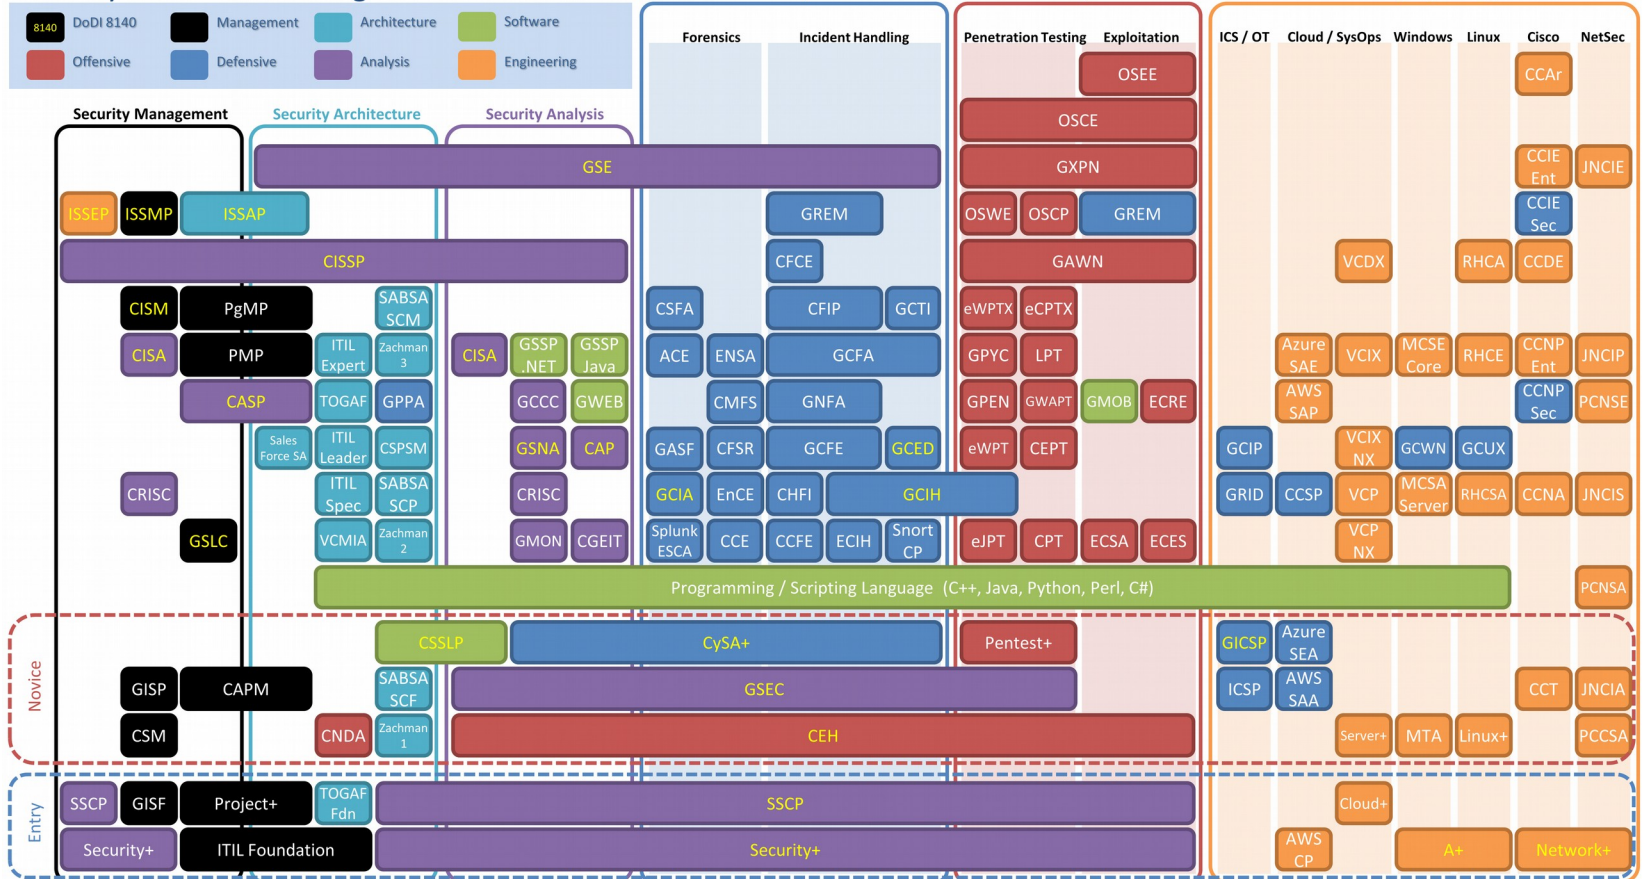 8140 DoDI 8140 Management Architecture Software
Offensive Defensive Analysis Engineering
Forensics Incident Handling Penetration Testing Exploitation ICS / OT Cloud / SysOps Windows Linux Cisco NetSec
OSEE CCAr
Security Management Security Architecture Security Analysis
OSCE
GSE GXPN CCIE Ent JNCIE
ISSEP ISSMP ISSAP GREM OSWE OSCP GREM CCIE Sec
CISSP CFCE GAWN VCDX RHCA CCDE
CISM PgMP SABSA SCM CSFA CFIP GCTI eWPTX eCPTX
CISA PMP ITIL Expert Zachman 3 CISA GSSP .NET GSSP Java ACE ENSA GCFA GPYC LPT Azure SAE VCIX MCSE Core RHCE CCNP Ent JNCIP
CASP TOGAF GPPA GCCC GWEB CMFS GNFA GPEN GWAPT GMOB ECRE AWS SAP CCNP Sec PCNSE
Sales Force SA ITIL Leader CSPSM GSNA CAP GASF CFSR GCFE GCED eWPT CEPT GCIP VCIX NX GCWN GCUX
CRISC ITIL Spec SABSA SCP CRISC GCIA EnCE CHFI GCIH GRID CCSP VCP MCSA Server RHCSA CCNA JNCIS
GSLC VCMIA Zachman 2 GMON CGEIT Splunk ESCA CCE CCFE ECIH Snort CP eJPT CPT ECSA ECES VCP NX
Programming / Scripting Language (C++, Java, Python, Perl, C#) PCNSA
Novice
CSSLP CySA+ Pentest+ GICSP Azure SEA
GISP CAPM SABSA SCF GSEC ICSP AWS SAA CCT JNCIA
CSM CNDA Zachman 1 CEH Server+ MTA Linux+ PCCSA
Entry
SSCP GISF Project+ TOGAF Fdn SSCP Cloud+
Security+ ITIL Foundation Security+ AWS CP A+ Network+